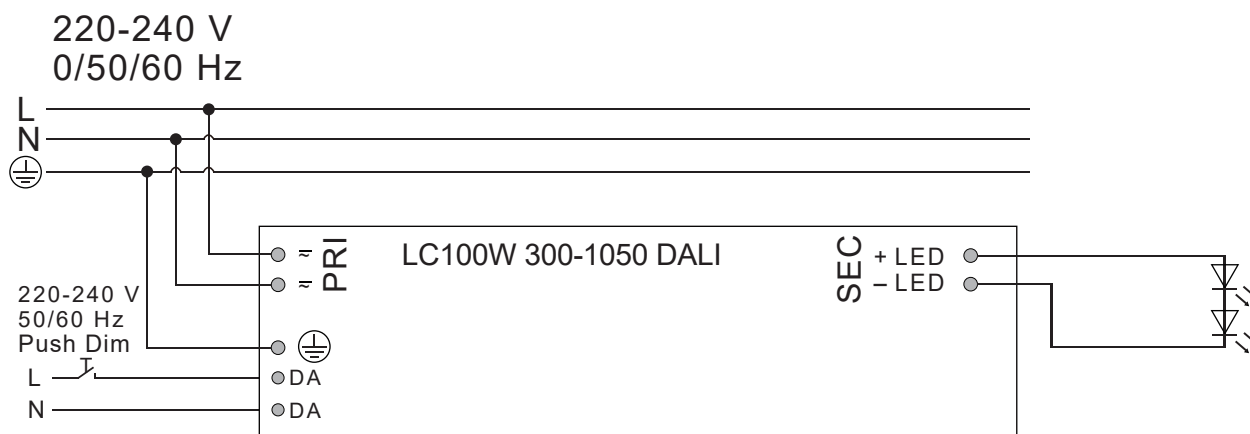 220-240 V
0/50/60 Hz
L
N
≂ PRI
≂
LC100W 300-1050 DALI
SEC
+ LED
– LED
220-240 V
50/60 Hz
Push Dim
L
DA
N
DA